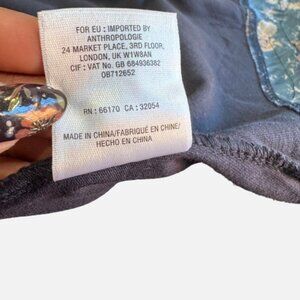 FOR EU : IMPORTED BY
ANTHROPOLOGIE
24 MARKET PLACE, 3RD FLOOR,
LONDON, UK W1W8AN
CIF : VAT No. GB 684936382
OB712652
RN : 66170 CA : 32054
MADE IN CHINA/FABRIQUÉ EN CHINE/
HECHO EN CHINA